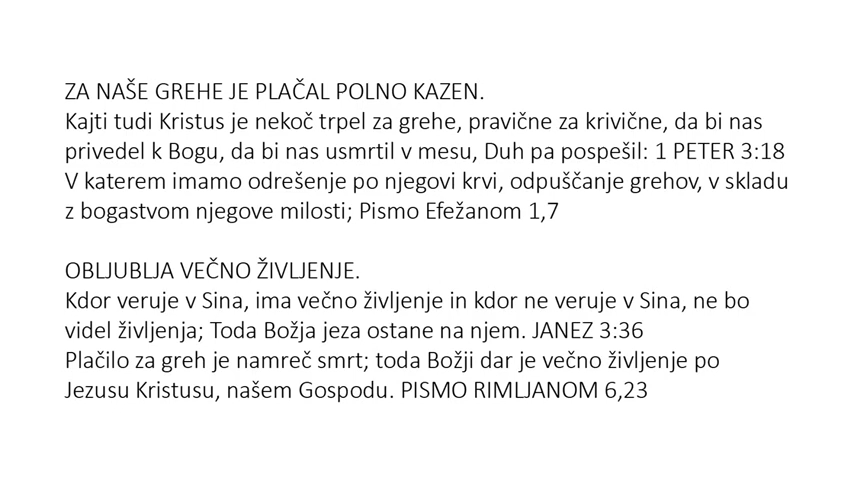 ZA NAŠE GREHE JE PLAČAL POLNO KAZEN.
Kajti tudi Kristus je nekoč trpel za grehe, pravične za krivične, da bi nas
privedel k Bogu, da bi nas usmrtil v mesu, Duh pa pospešil: 1 PETER 3:18
V katerem imamo odrešenje po njegovi krvi, odpuščanje grehov, v skladu
z bogastvom njegove milosti; Pismo Efežanom 1,7
OBLJUBLJA VEČNO ŽIVLJENJE.
Kdor veruje v Sina, ima večno življenje in kdor ne veruje v Sina, ne bo
videl življenja; Toda Božja jeza ostane na njem. JANEZ 3:36
Plačilo za greh je namreč smrt; toda Božji dar je večno življenje po
Jezusu Kristusu, našem Gospodu. PISMO RIMLJANOM 6,23